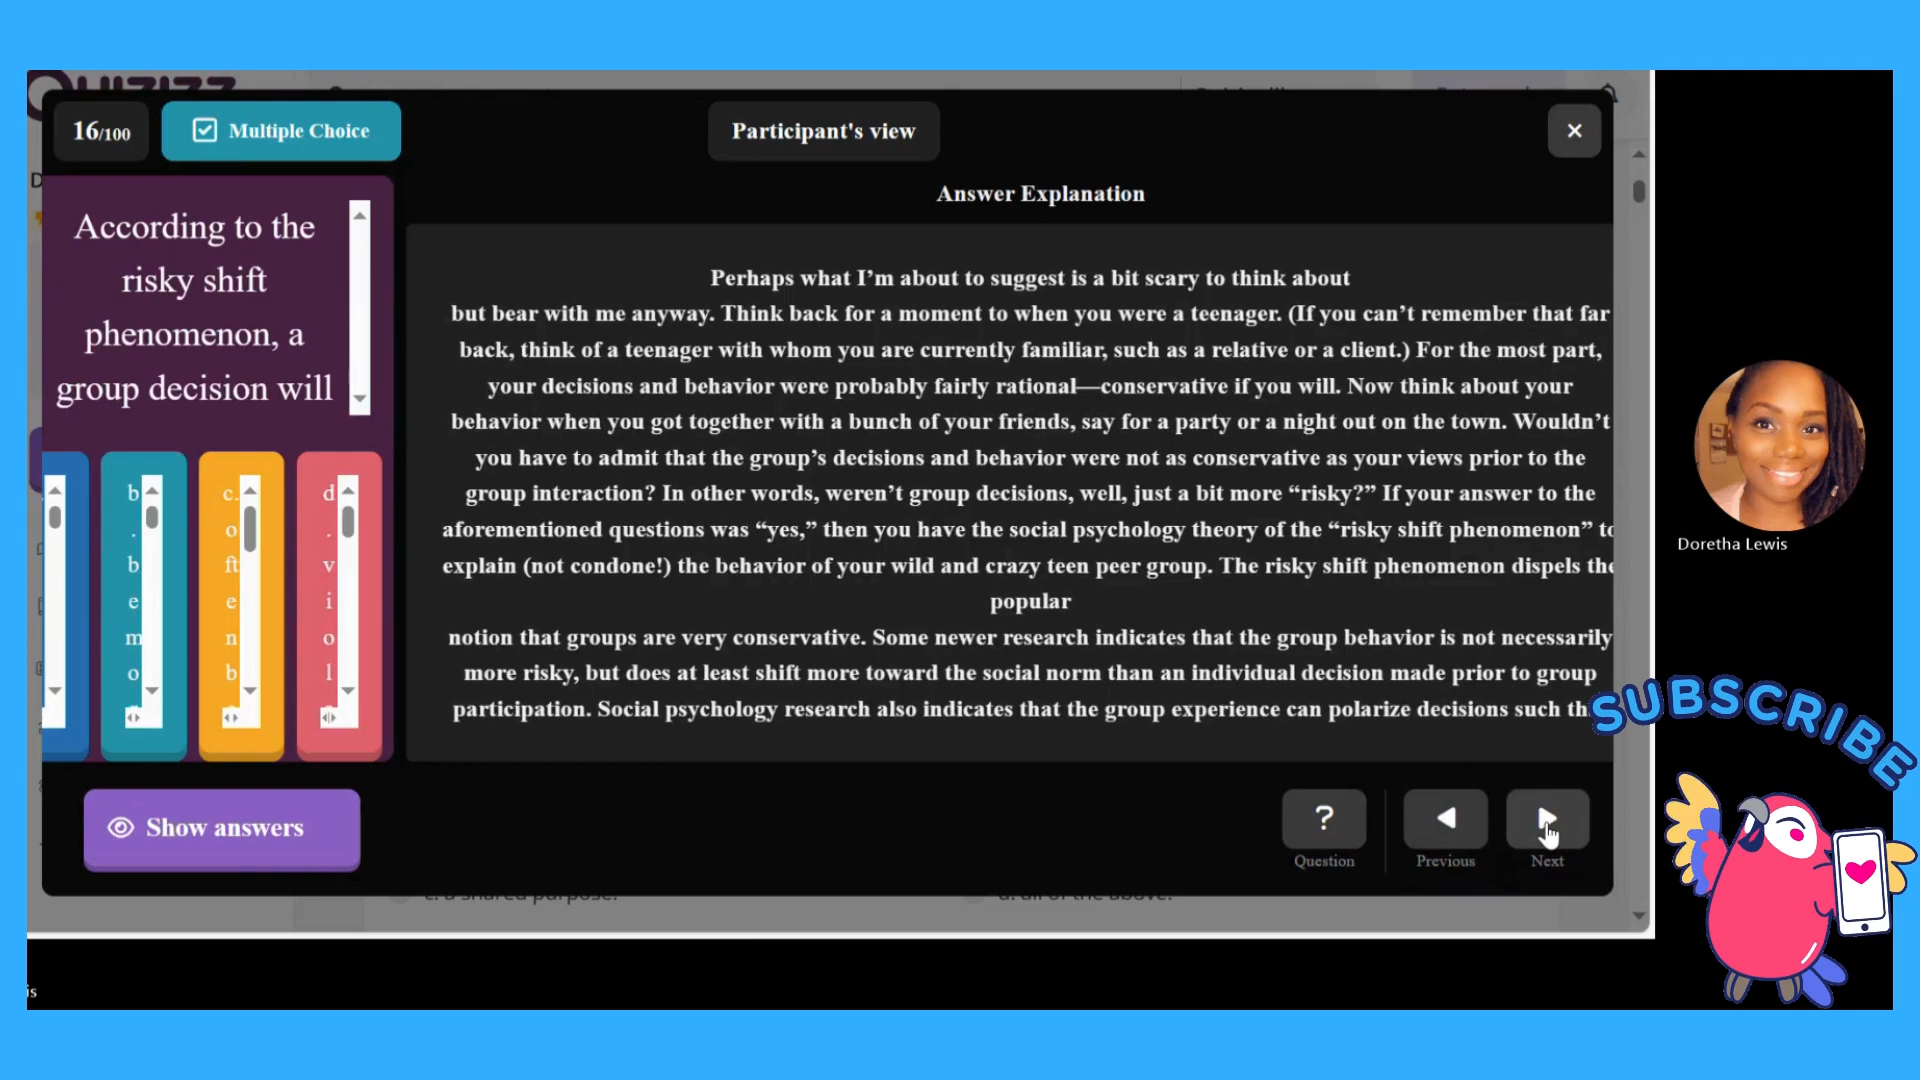 QUIZIZZ
16/100
Multiple Choice
Participant's view
According to the
risky shift
phenomenon, a
group decision will
b
.
b
e
m
o
c.
o
ft
e
n
b
d
.
v
i
o
l
Answer Explanation
Perhaps what I’m about to suggest is a bit scary to think about
but bear with me anyway. Think back for a moment to when you were a teenager. (If you can’t remember that far
back, think of a teenager with whom you are currently familiar, such as a relative or a client.) For the most part,
your decisions and behavior were probably fairly rational—conservative if you will. Now think about your
behavior when you got together with a bunch of your friends, say for a party or a night out on the town. Wouldn’t
you have to admit that the group’s decisions and behavior were not as conservative as your views prior to the
group interaction? In other words, weren’t group decisions, well, just a bit more “risky?” If your answer to the
aforementioned questions was “yes,” then you have the social psychology theory of the “risky shift phenomenon” to
explain (not condone!) the behavior of your wild and crazy teen peer group. The risky shift phenomenon dispels the
popular
notion that groups are very conservative. Some newer research indicates that the group behavior is not necessarily
more risky, but does at least shift more toward the social norm than an individual decision made prior to group
participation. Social psychology research also indicates that the group experience can polarize decisions such th
Show answers
?
Question
Previous
Next
c. a shared purpose.
d. all of the above.
Doretha Lewis
SUBSCRIBE
is